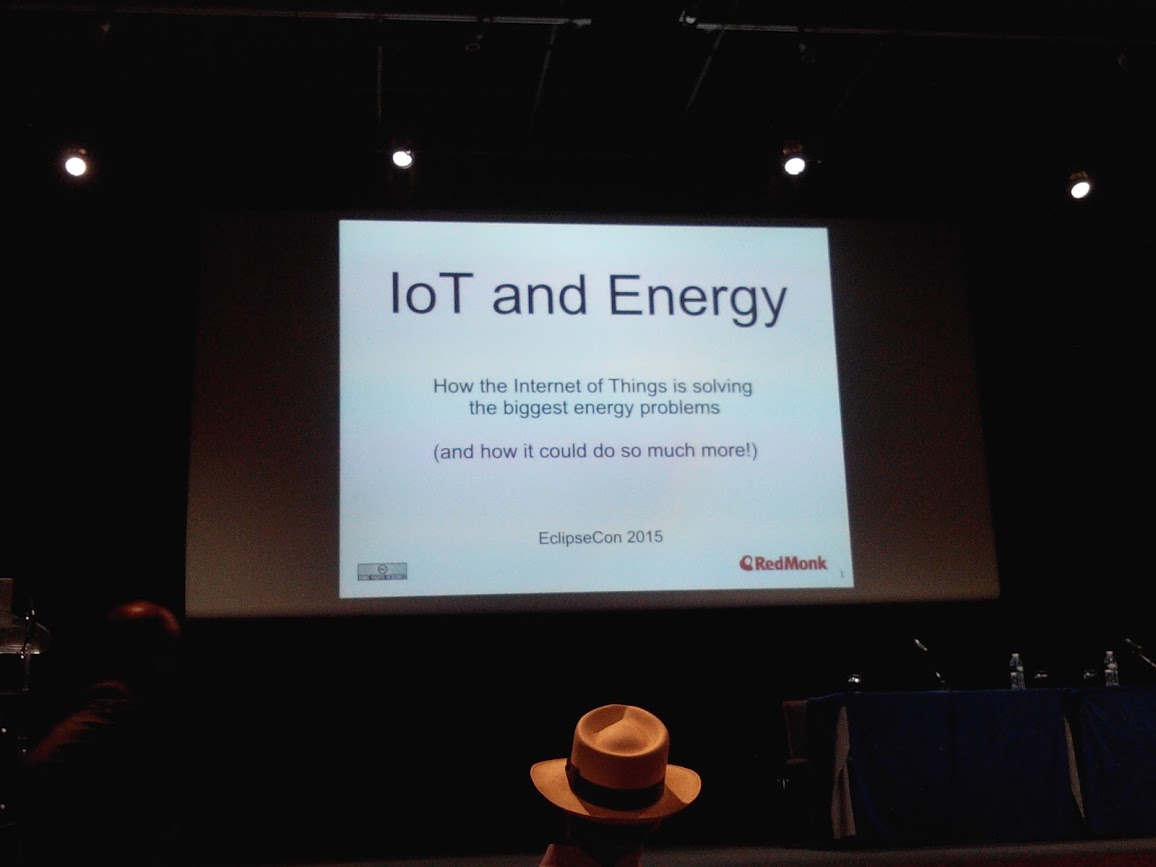 IoT and Energy
How the Internet of Things is solving
the biggest energy problems
(and how it could do so much more!)
EclipseCon 2015
RedMonk
1